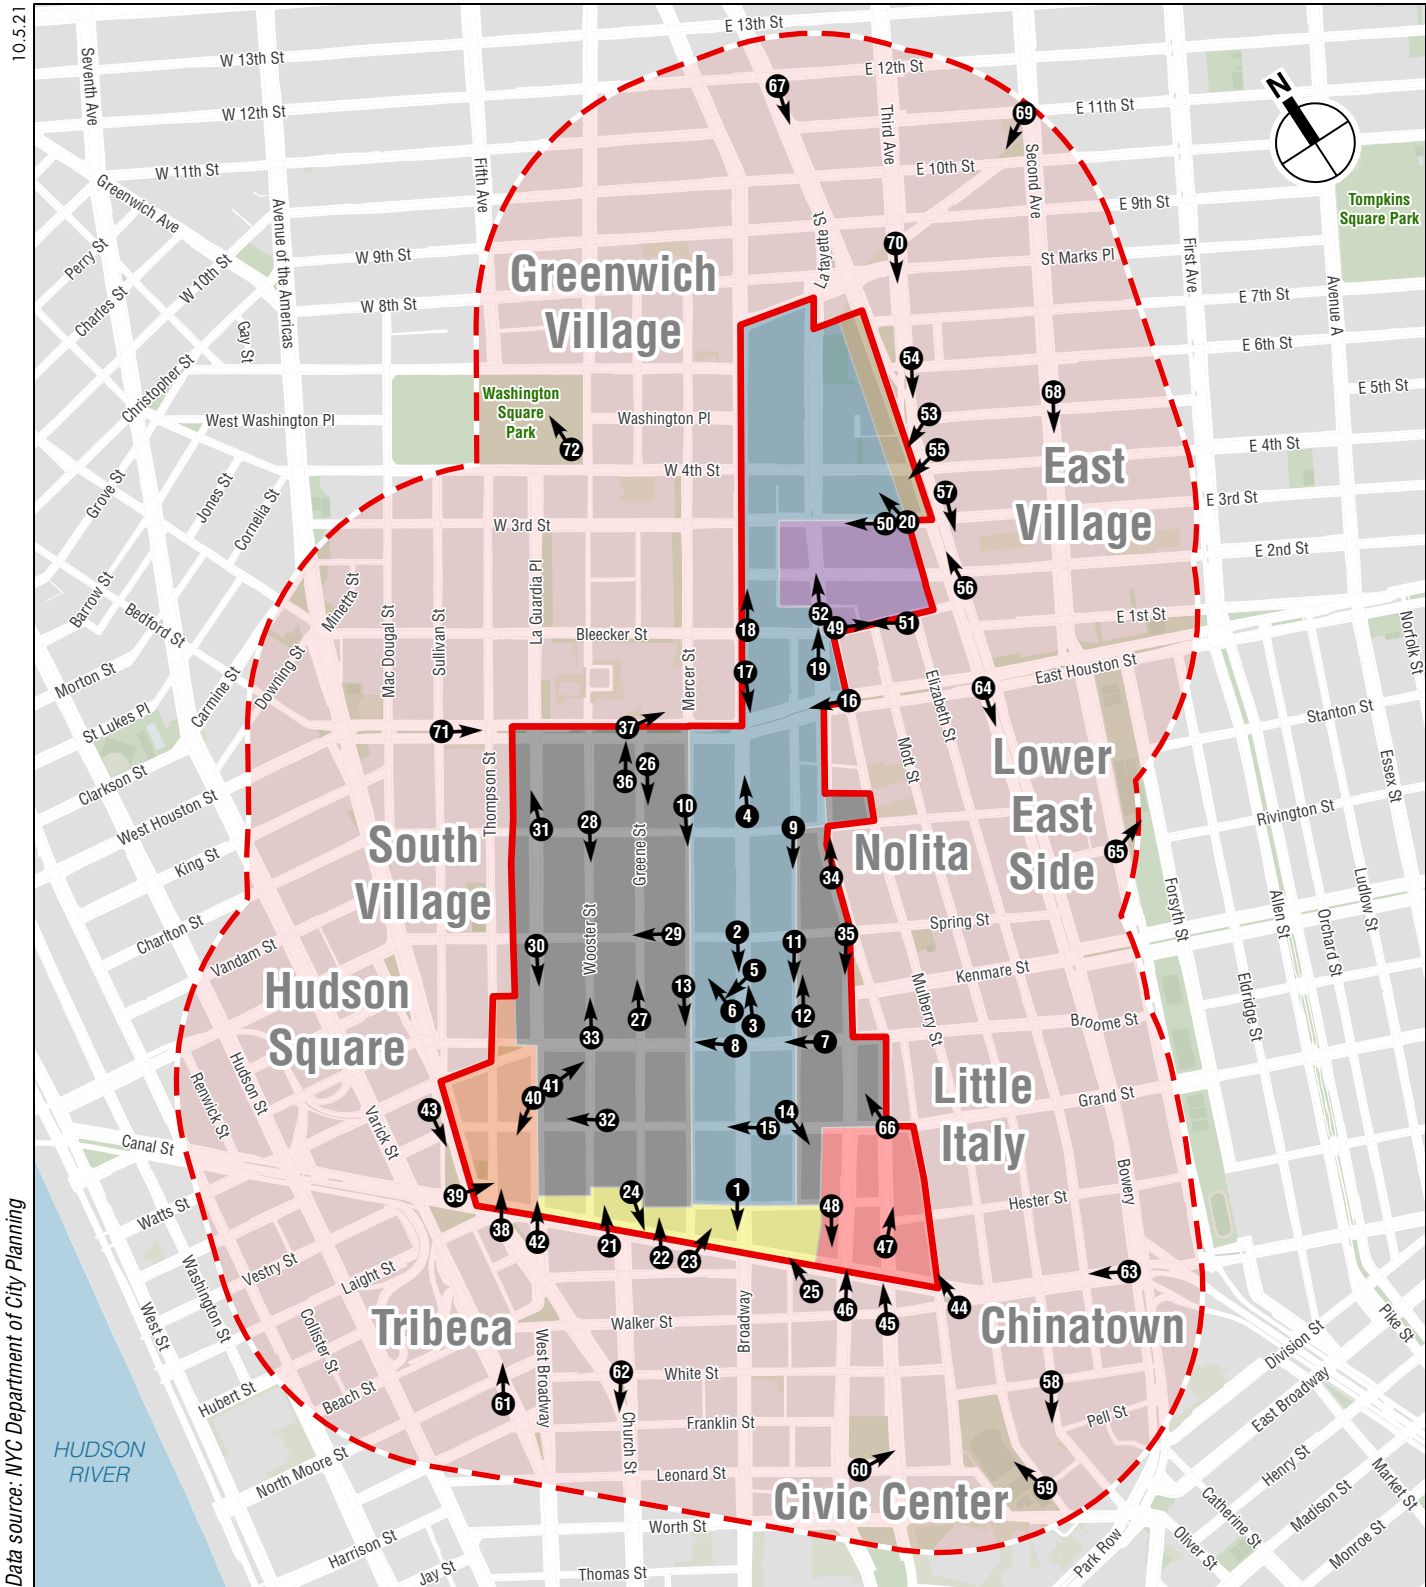 10.5.21
E 13th St
W 13th St
E 12th St
Seventh Ave
67
W 12th St
Third Ave
E 11th St
69
N
W 11th St
Fifth Ave
E 10th St
Second Ave
Greenwich Ave
Avenue of the Americas
E 9th St
Tompkins
Square Park
Perry St
W 9th St
Lafayette St
70
St Marks Pl
First Ave
Charles St
W 10th St
Greenwich
Village
W 8th St
E 7th St
Avenue A
Gay St
E 6th St
Christopher St
54
E 5th St
Washington
Square
Park
68
West Washington Pl
Washington Pl
53
72
55
E 4th St
W 4th St
East
Village
Grove St
Jones St
Cornelia St
57
E 3rd St
W 3rd St
50
20
E 2nd St
Barrow St
Minetta St
La Guardia Pl
56
Bedford St
Mac Dougal St
Sullivan St
52
E 1st St
18
49
51
Bleecker St
Norfolk St
Morton St
Downing St
Carmine St
Mercer St
17
19
East Houston St
Elizabeth St
64
16
St Lukes Pl
71
37
Stanton St
Mott St
Lower
East
Side
Clarkson St
Thompson St
36
26
Essex St
West Houston St
10
4
31
28
9
Rivington St
South
Village
Greene St
Nolita
65
King St
34
Ludlow St
Forsyth St
Allen St
Orchard St
Charlton St
Wooster St
Spring St
Vandam St
30
29
2
11
35
Kenmare St
5
Eldridge St
Hudson
Square
13
6
3
12
Mulberry St
27
33
Broome St
8
7
Hudson St
Renwick St
41
40
Little
Italy
Grand St
43
Varick St
32
15
14
66
Canal St
Bowery
39
24
1
Hester St
Watts St
48
38
42
21
22
23
47
Vestry St
Laight St
63
Washington St
25
46
45
44
West St
Collister St
Tribeca
Walker St
Broadway
Chinatown
Pike St
Division St
West Broadway
62
White St
58
East Broadway
Hubert St
Beach St
61
Franklin St
Pell St
Church St
HUDSON
RIVER
North Moore St
Leonard St
60
59
Henry St
Market St
Civic Center
Catherine St
Madison St
Harrison St
Worth St
Park Row
Oliver St
Monroe St
Jay St
Thomas St
Data source: NYC Department of City Planning